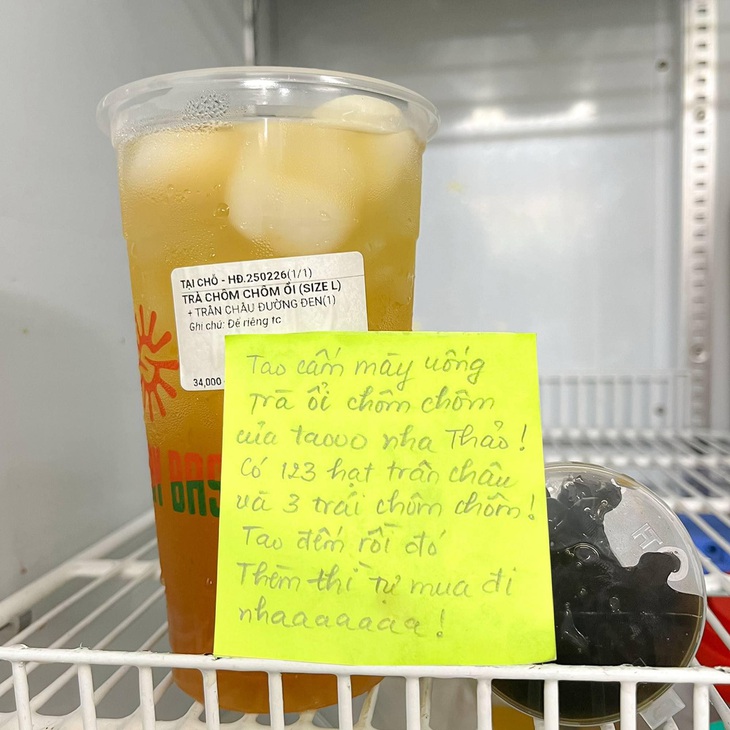 TẠI CHỖ - HĐ.250226(1/1)
TRÀ CHÔM CHÔM ỔI (SIZE L)
+ TRÂN CHÂU ĐƯỜNG ĐEN(1)
Ghi chú: Để riêng tc
34,000
Tao cấm mày uống
trà ổi chôm chôm
của taooo nha Thảo!
Có 123 hạt trân châu
và 3 trái chôm chôm!
Tao đếm rồi đó
Thèm thì tự mua đi
nhaaaaaaa!